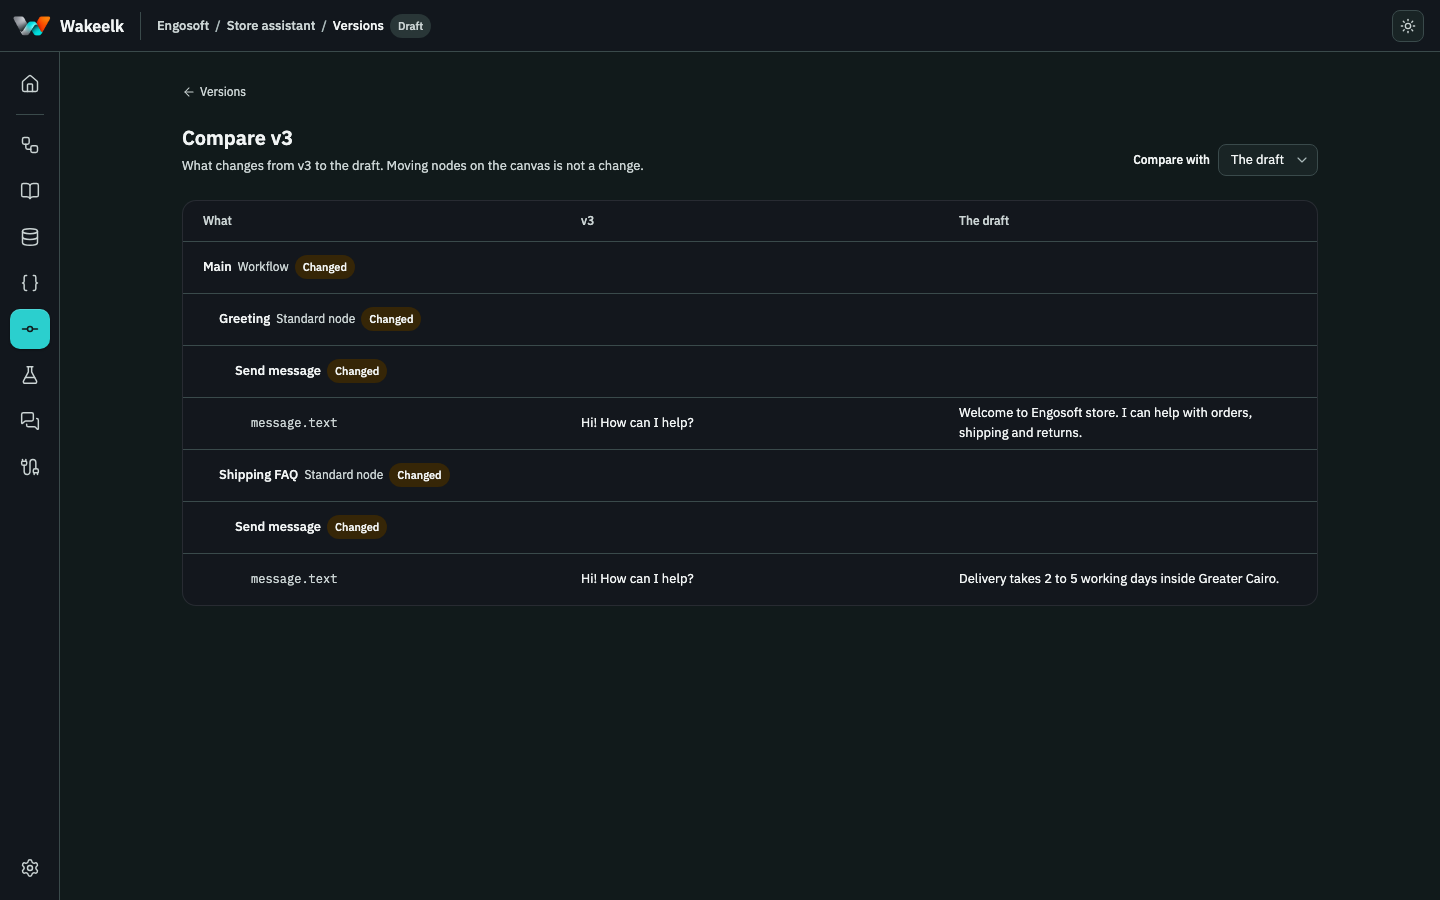 Wakeelk
Engosoft / Store assistant / Versions Draft
Versions
Compare v3
What changes from v3 to the draft. Moving nodes on the canvas is not a change.
Compare with The draft
What v3 The draft
Main Workflow Changed
Greeting Standard node Changed
Send message Changed
message.text Hi! How can I help? Welcome to Engosoft store. I can help with orders,
shipping and returns.
Shipping FAQ Standard node Changed
Send message Changed
message.text Hi! How can I help? Delivery takes 2 to 5 working days inside Greater Cairo.